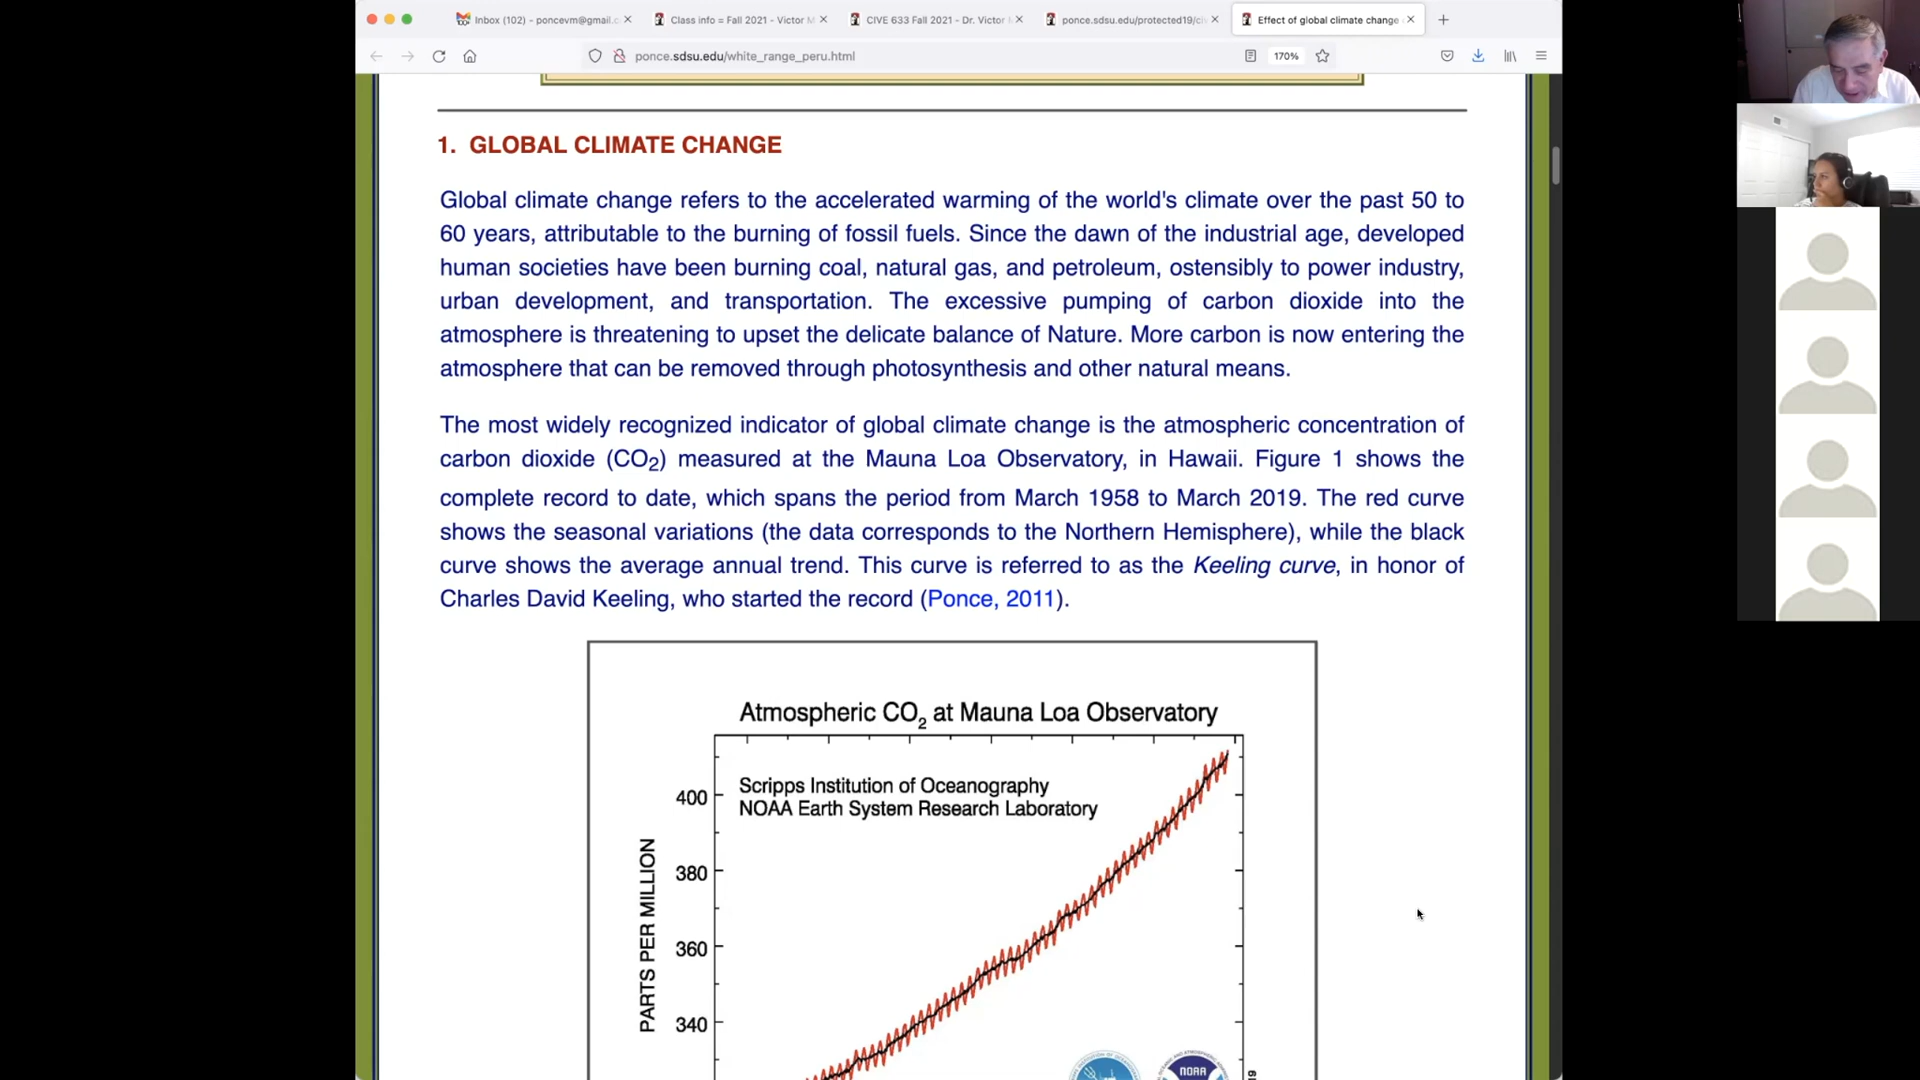 Inbox (102) - poncevm@gmail.c
Class info = Fall 2021 - Victor M
CIVE 633 Fall 2021 - Dr. Victor
ponce.sdsu.edu/protected19/ci
Effect of global climate change
ponce.sdsu.edu/white_range_peru.html
170%
1. GLOBAL CLIMATE CHANGE
Global climate change refers to the accelerated warming of the world's climate over the past 50 to
60 years, attributable to the burning of fossil fuels. Since the dawn of the industrial age, developed
human societies have been burning coal, natural gas, and petroleum, ostensibly to power industry,
urban development, and transportation. The excessive pumping of carbon dioxide into the
atmosphere is threatening to upset the delicate balance of Nature. More carbon is now entering the
atmosphere that can be removed through photosynthesis and other natural means.
The most widely recognized indicator of global climate change is the atmospheric concentration of
carbon dioxide (CO2) measured at the Mauna Loa Observatory, in Hawaii. Figure 1 shows the
complete record to date, which spans the period from March 1958 to March 2019. The red curve
shows the seasonal variations (the data corresponds to the Northern Hemisphere), while the black
curve shows the average annual trend. This curve is referred to as the Keeling curve, in honor of
Charles David Keeling, who started the record (Ponce, 2011).
Atmospheric CO2 at Mauna Loa Observatory
Scripps Institution of Oceanography
NOAA Earth System Research Laboratory
PARTS PER MILLION
400
380
360
340
NOAA
19